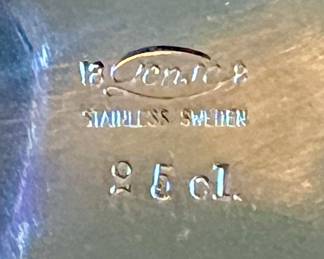 18 Gense 8
STAINLESS SWEDEN
25 cl.